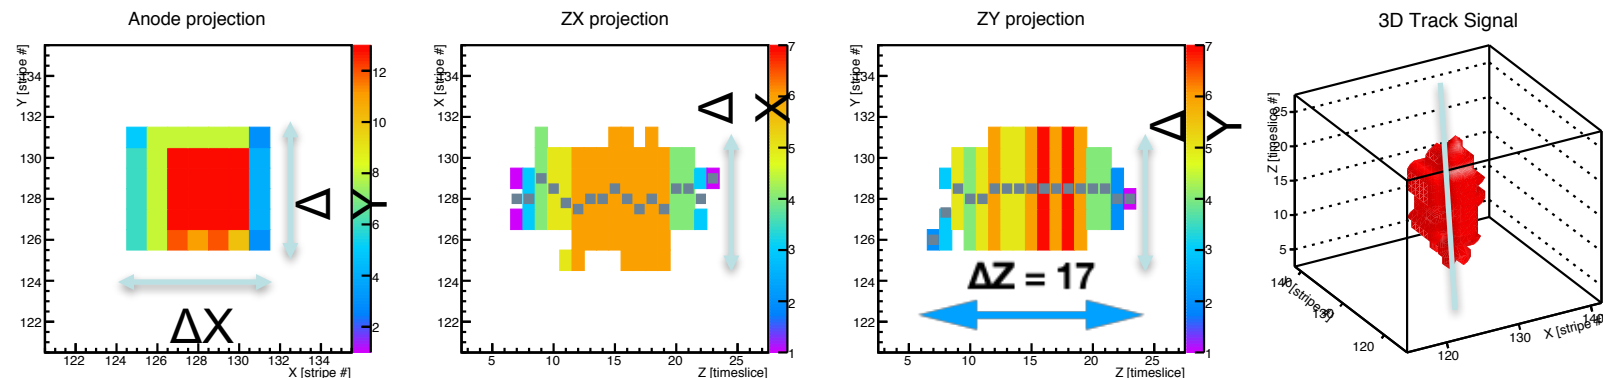 Anode projection
Y [stripe #]
134
132
130
128
126
124
122
122 124 126 128 130 132 134
X [stripe #]
12
10
8
6
4
2
ΔY
ΔX
ZX projection
X [stripe #]
134
132
130
128
126
124
122
5 10 15 20 25
Z [timeslice]
7
6
5
4
3
2
1
ΔX
ZY projection
Y [stripe #]
134
132
130
128
126
124
122
5 10 15 20 25
Z [timeslice]
7
6
5
4
3
2
1
ΔY
ΔZ = 17
3D Track Signal
Z [timeslice #]
25
20
15
10
5
140
130
120
Y [stripe #]
120
130
140
X [stripe #]